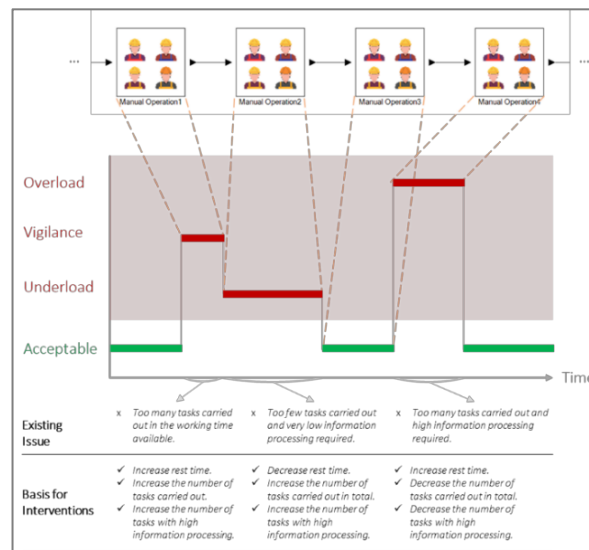 ...
...
Manual Operation1
Manual Operation2
Manual Operation3
Manual Operation4
Overload
Vigilance
Underload
Acceptable
Time
Existing
Issue
x Too many tasks carried
out in the working time
available.
x Too few tasks carried out
and very low information
processing required.
x Too many tasks carried out and
high information processing
required.
Basis for
Interventions
✓ Increase rest time.
✓ Increase the number of
tasks carried out.
✓ Increase the number of
tasks with high
information processing.
✓ Decrease rest time.
✓ Increase the number of
tasks carried out in total.
✓ Increase the number of
tasks with high
information processing.
✓ Increase rest time.
✓ Decrease the number of
tasks carried out in total.
✓ Decrease the number of
tasks with high
information processing.